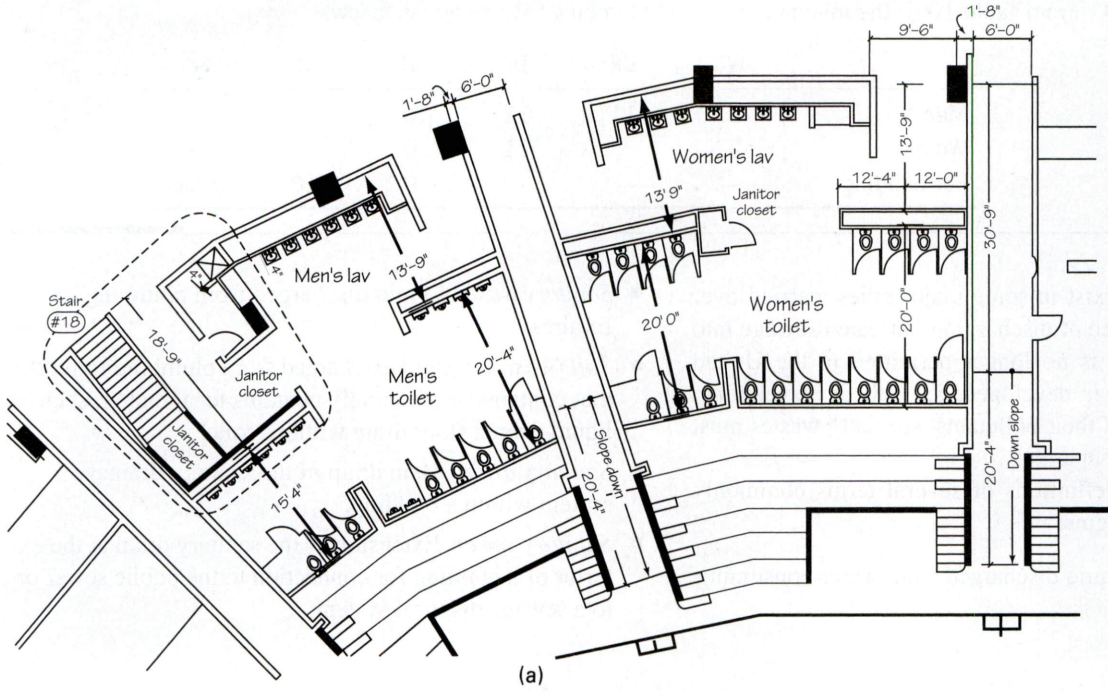 1'-8"
9'-6"
6'-0"
1'-8"
6'-0"
13'-9"
Women's lav
12'-4"
12'-0"
13'9"
Janitor
closet
30'-9"
4"
4"
Men's lav
13'-9"
Stair
#18
18'-9"
Janitor
closet
Men's
toilet
20'-4"
20'0"
Women's
toilet
20'-0"
Janitor
closet
15'-4"
Slope down
20'-4"
20'-4"
Down slope
(a)